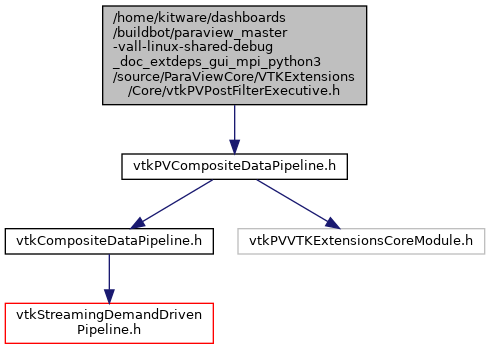 /home/kitware/dashboards
/buildbot/paraview_master
-vall-linux-shared-debug
_doc_extdeps_gui_mpi_python3
/source/ParaViewCore/VTKExtensions
/Core/vtkPVPostFilterExecutive.h
vtkPVCompositeDataPipeline.h
vtkCompositeDataPipeline.h
vtkPVVTKExtensionsCoreModule.h
vtkStreamingDemandDriven
Pipeline.h